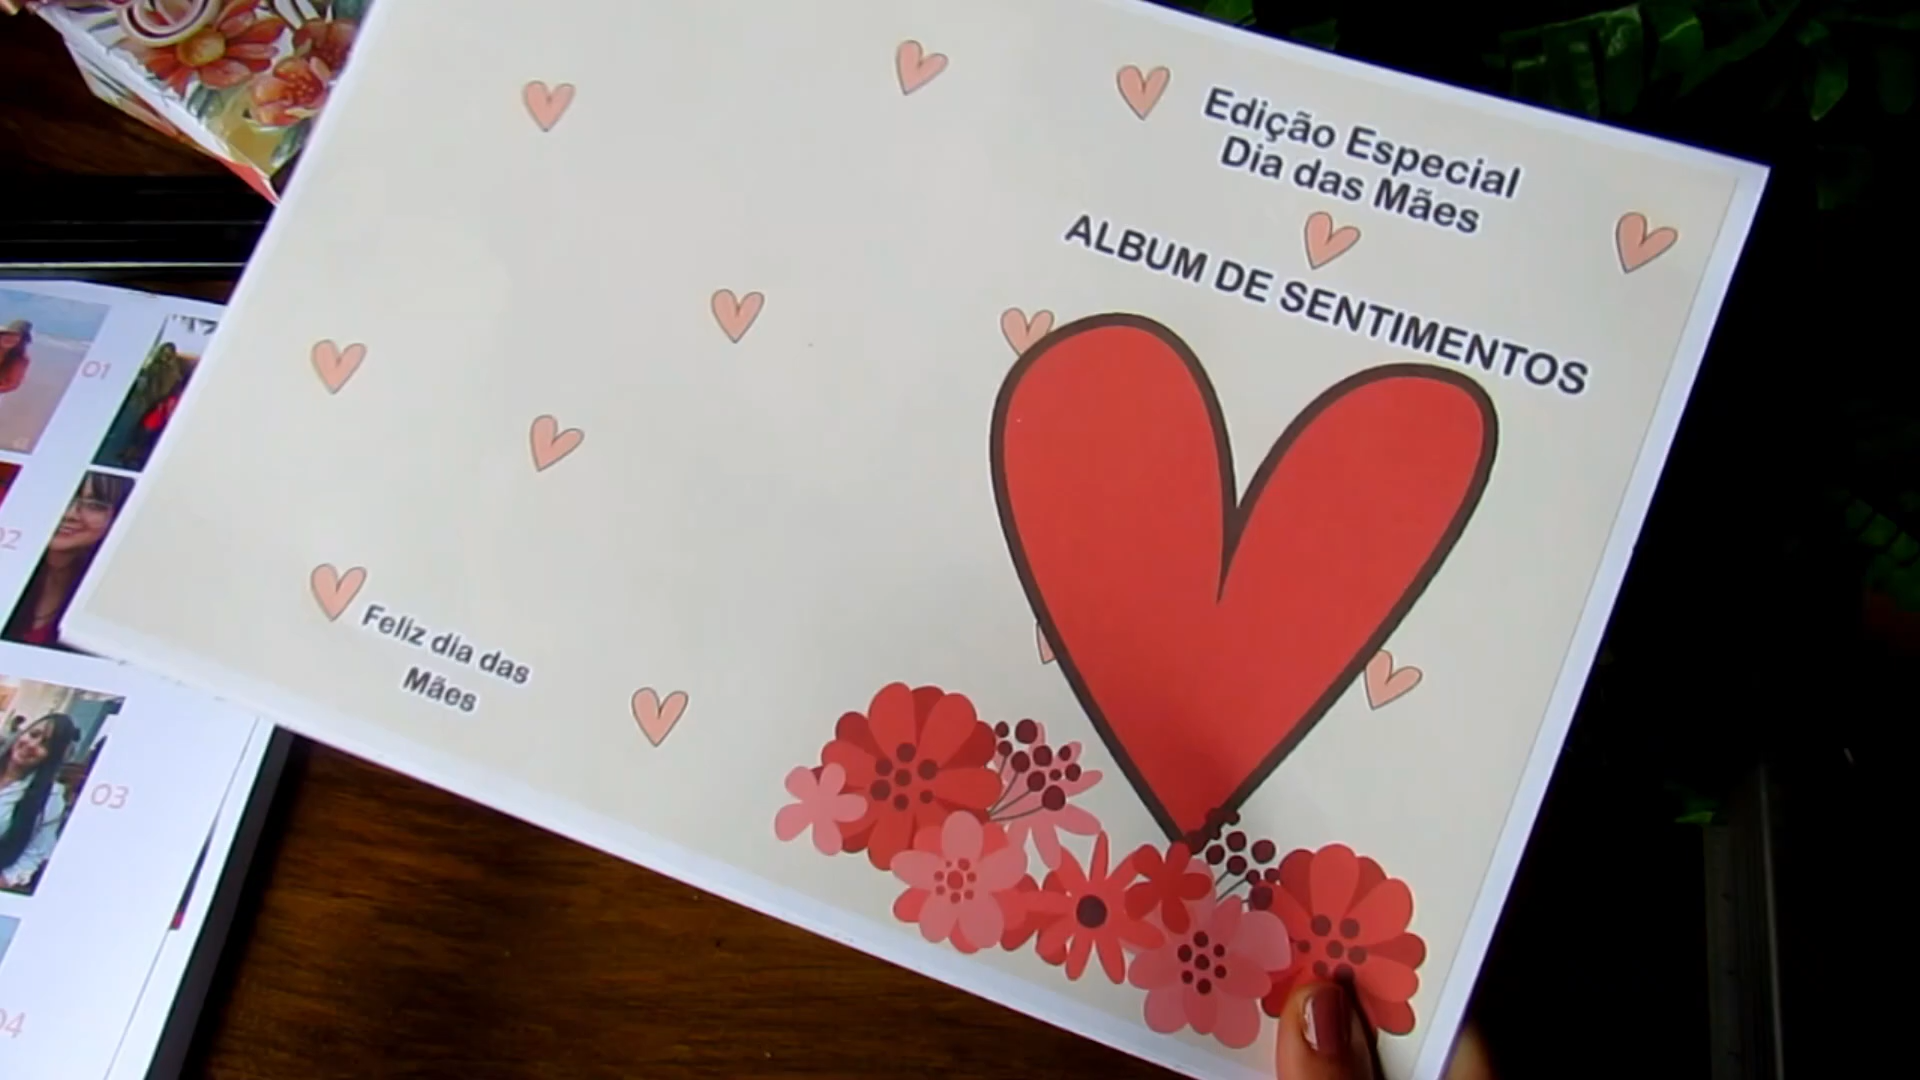 Edição Especial
Dia das Mães
ALBUM DE SENTIMENTOS
Feliz dia das
Mães
01
02
03
04